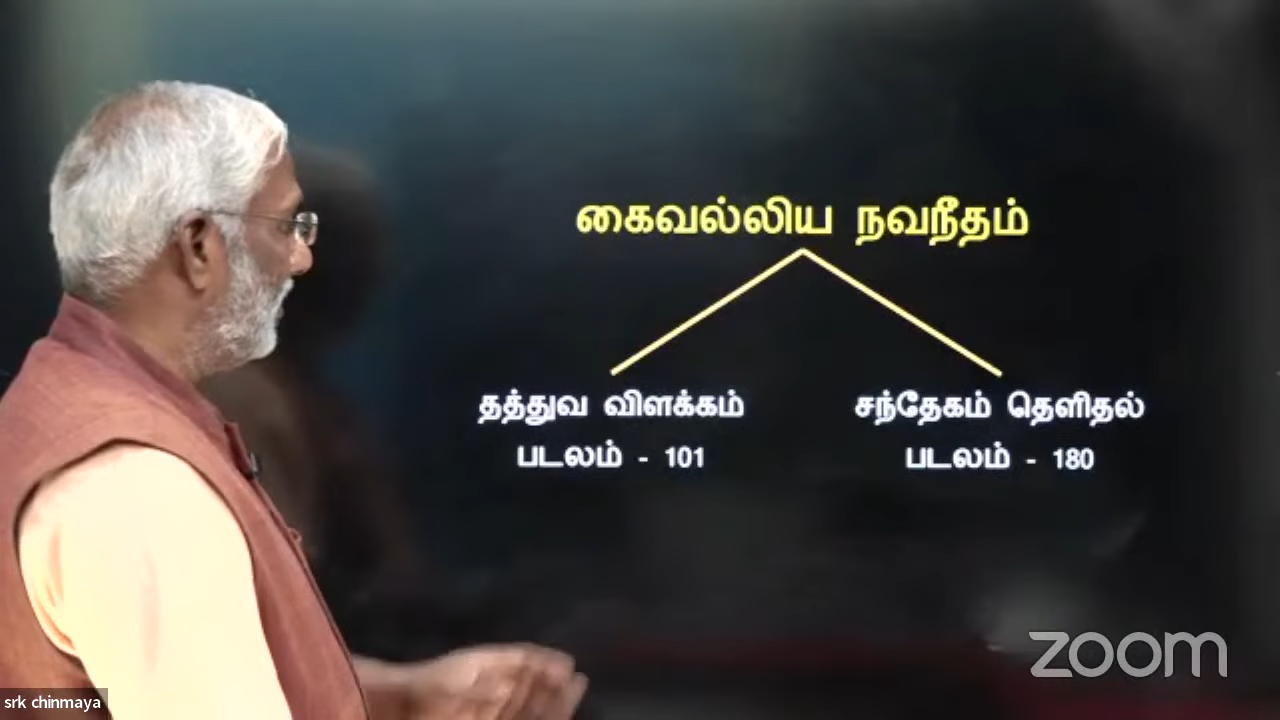 கைவல்லிய நவநீதம்
தத்துவ விளக்கம்
படலம் - 101
சந்தேகம் தெளிதல்
படலம் - 180
zoom
srk chinmaya